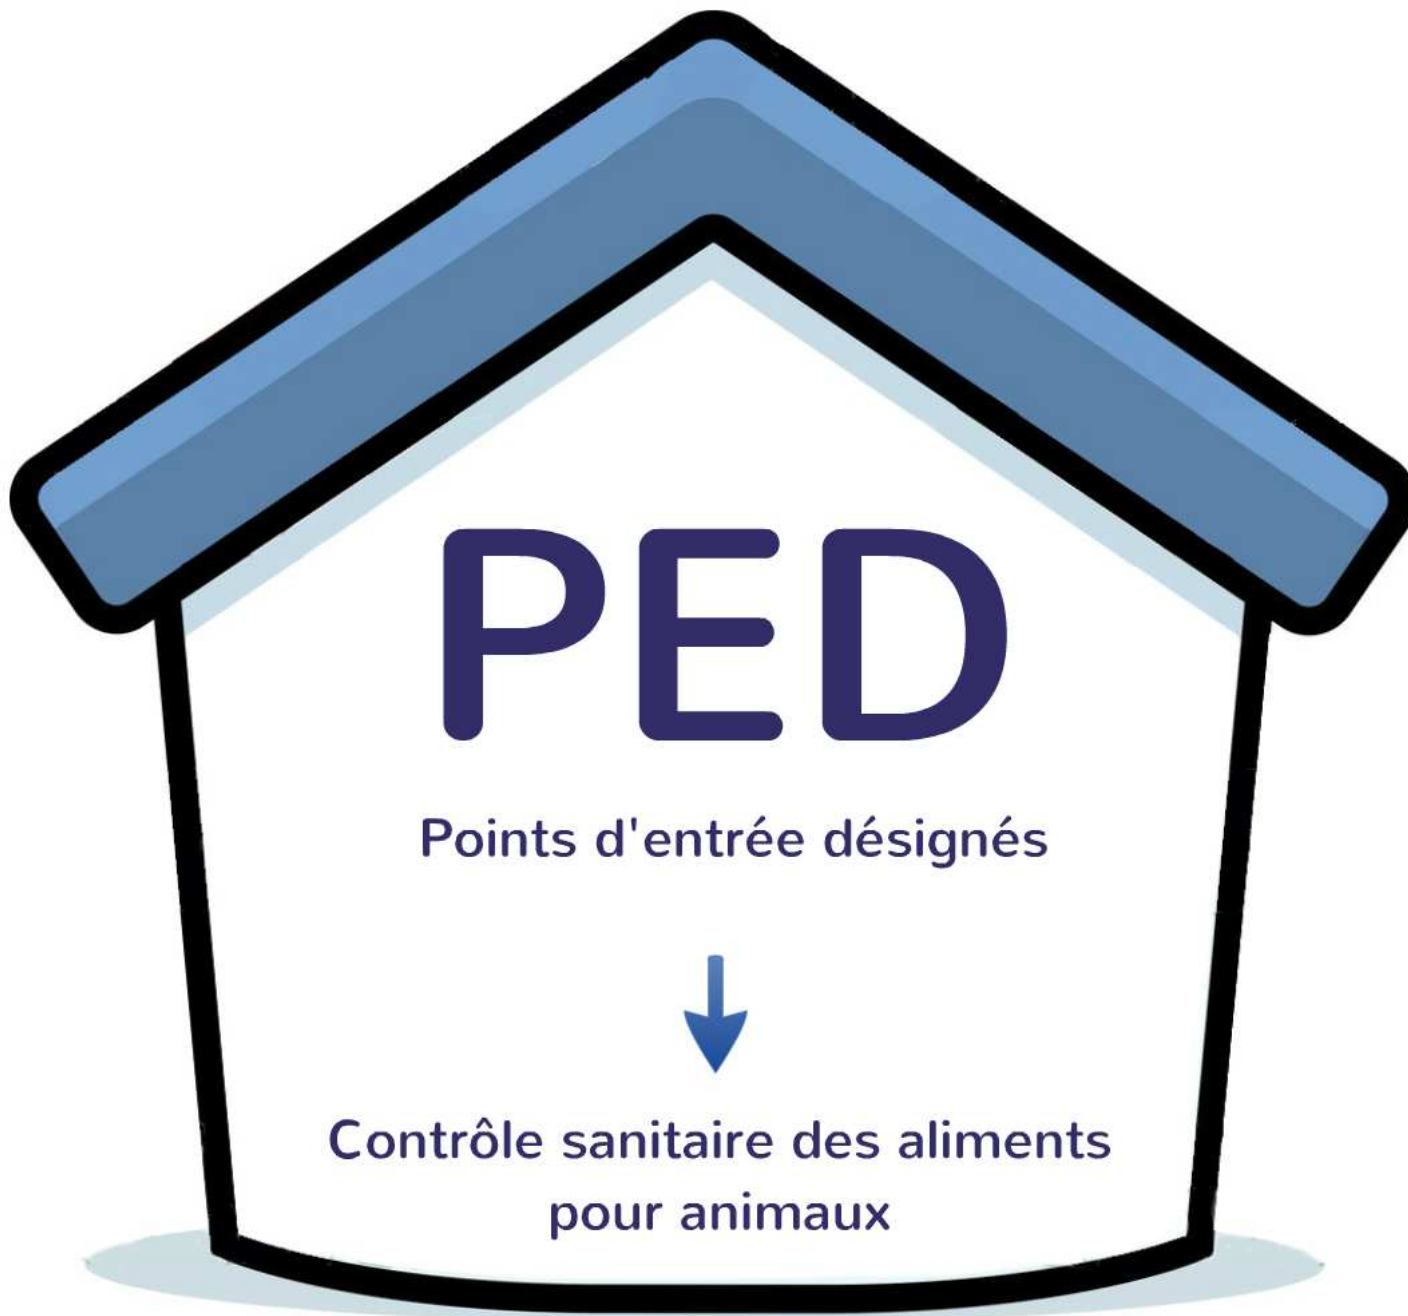 PED
Points d'entrée désignés
Contrôle sanitaire des aliments
pour animaux